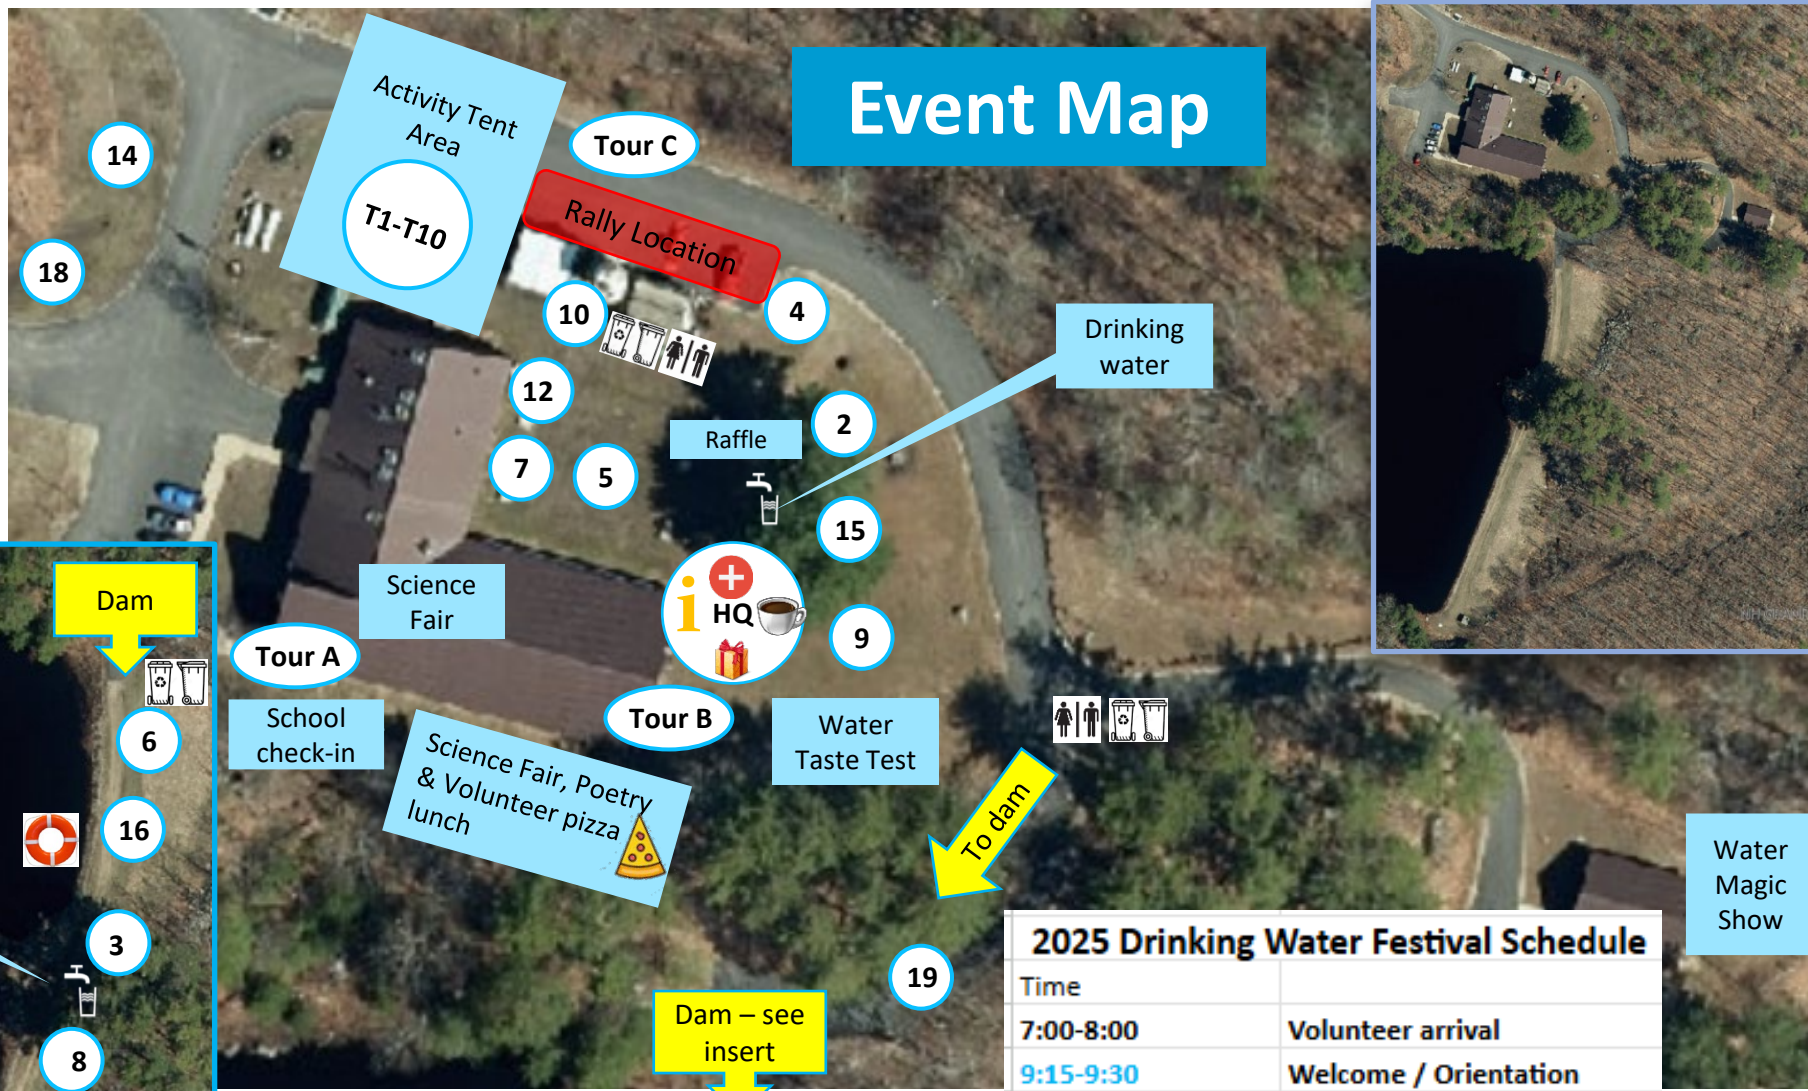 Event Map
Activity Tent
Area
T1-T10
Tour C
Rally Location
14
18
10
4
12
2
Drinking
water
Raffle
7
5
15
Science
Fair
i
HQ
9
Dam
Tour A
School
check-in
Tour B
Water
Taste Test
Science Fair, Poetry
& Volunteer pizza
lunch
6
16
3
8
To dam
19
Dam – see
insert
Water
Magic
Show
2025 Drinking Water Festival Schedule
Time
7:00-8:00 Volunteer arrival
9:15-9:30 Welcome / Orientation